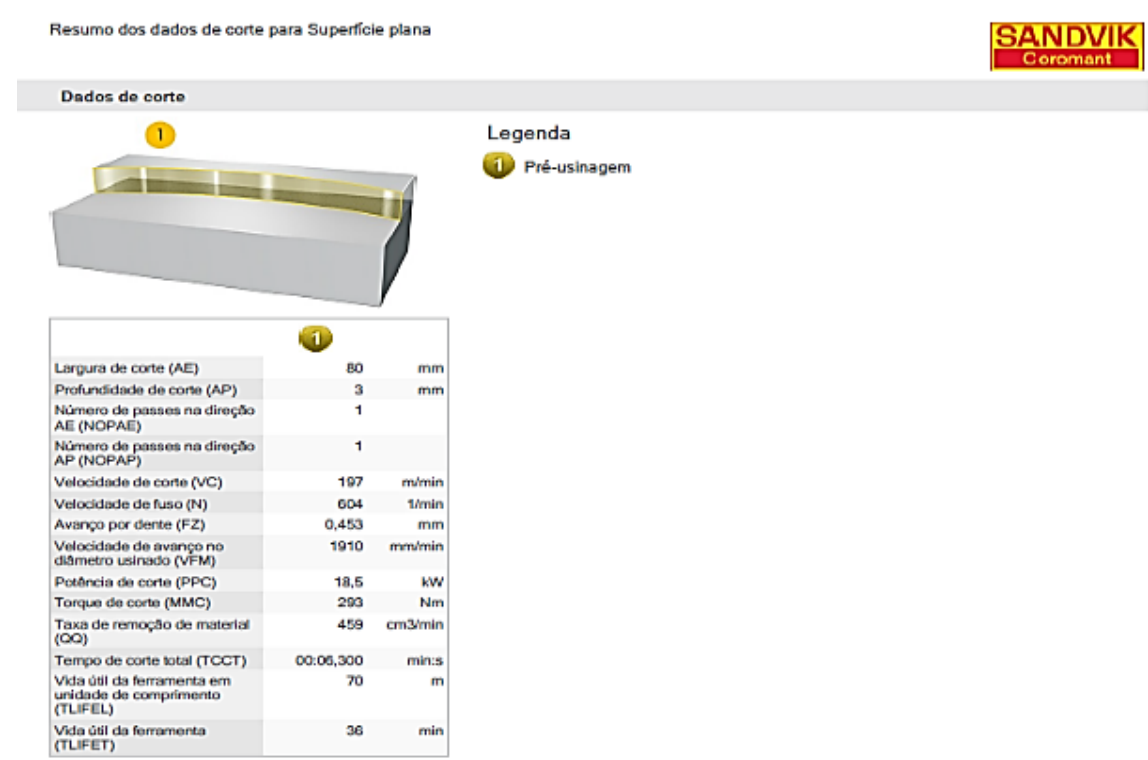 Resumo dos dados de corte para Superfície plana
SANDVIK
Coromant
Dados de corte
1
Legenda
1 Pré-usinagem
1
Largura de corte (AE) 80 mm
Profundidade de corte (AP) 3 mm
Número de passes na direção 1
AE (NOPAE)
Número de passes na direção 1
AP (NOPAP)
Velocidade de corte (VC) 197 m/min
Velocidade de fuso (N) 604 1/min
Avanço por dente (FZ) 0,453 mm
Velocidade de avanço no 1910 mm/min
diâmetro usinado (VFM)
Potência de corte (PPC) 18,5 kW
Torque de corte (MMC) 293 Nm
Taxa de remoção de material 459 cm3/min
(QQ)
Tempo de corte total (TCCT) 00:06,300 min:s
Vida útil da ferramenta em 70 m
unidade de comprimento
(TLIFEL)
Vida útil da ferramenta 36 min
(TLIFET)